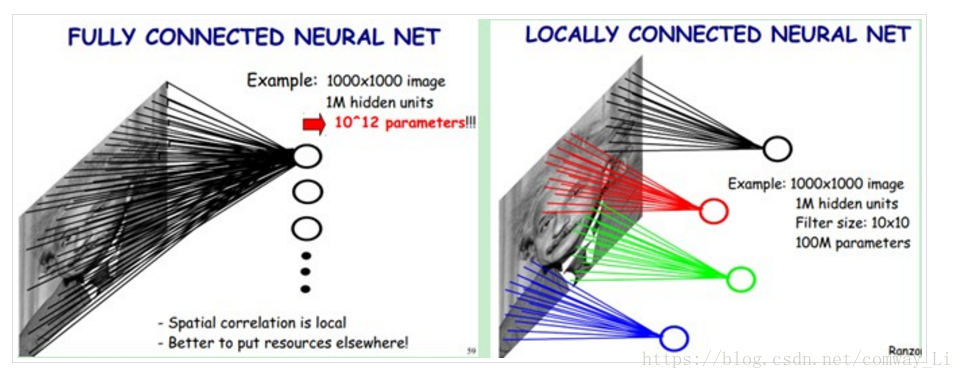 FULLY CONNECTED NEURAL NET
Example: 1000x1000 image
1M hidden units
10^12 parameters!!!
- Spatial correlation is local
- Better to put resources elsewhere!
59
LOCALLY CONNECTED NEURAL NET
Example: 1000x1000 image
1M hidden units
Filter size: 10x10
100M parameters
Ranzo
https://blog.csdn.net/comway_Li